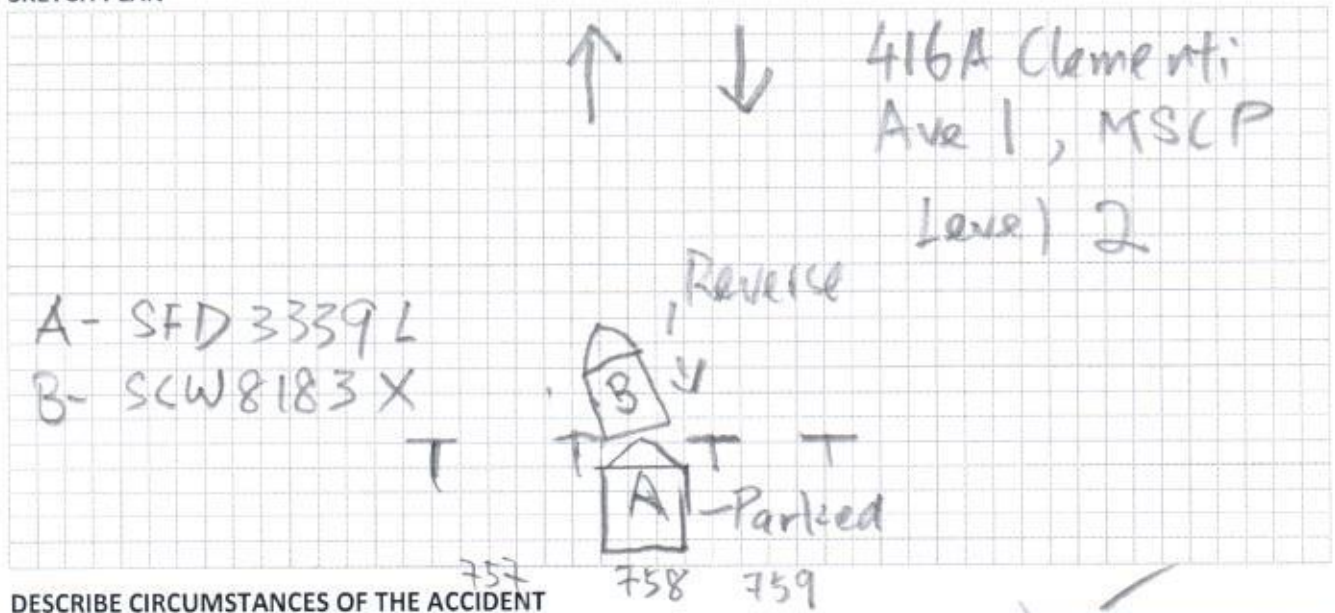 416A Clementi
Ave 1, MSCP
Level 2
Reverse
A- SFD 3339 L
B- SCW 8183 X
B
T T T T
A
-Parked
757 758 759
DESCRIBE CIRCUMSTANCES OF THE ACCIDENT